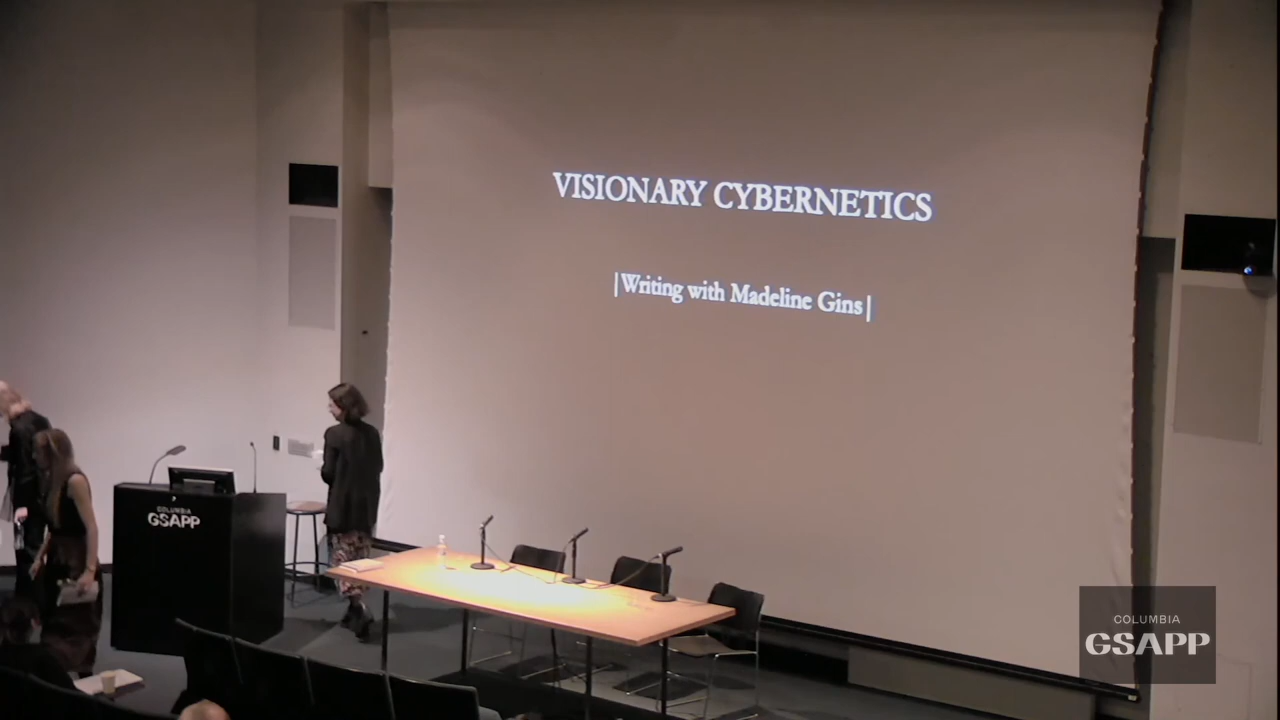 VISIONARY CYBERNETICS
|Writing with Madeline Gins|
COLUMBIA
GSAPP
COLUMBIA
GSAPP